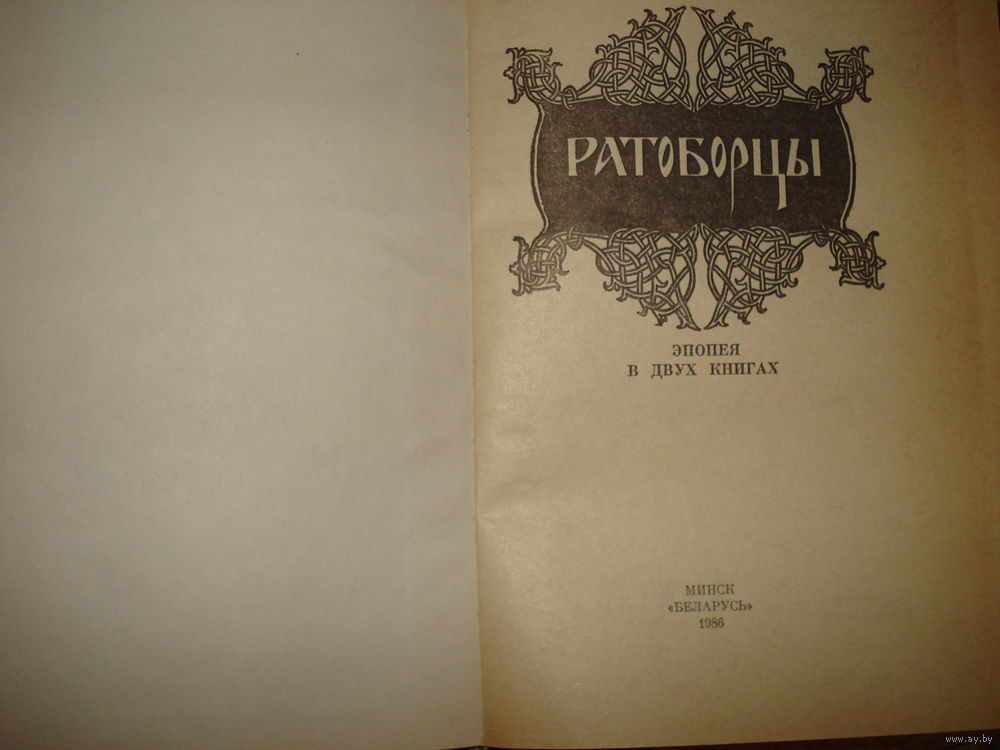 РАТОБОРЦЫ
ЭПОПЕЯ
В ДВУХ КНИГАХ
МИНСК
«БЕЛАРУСЬ»
1986
www.ay.by